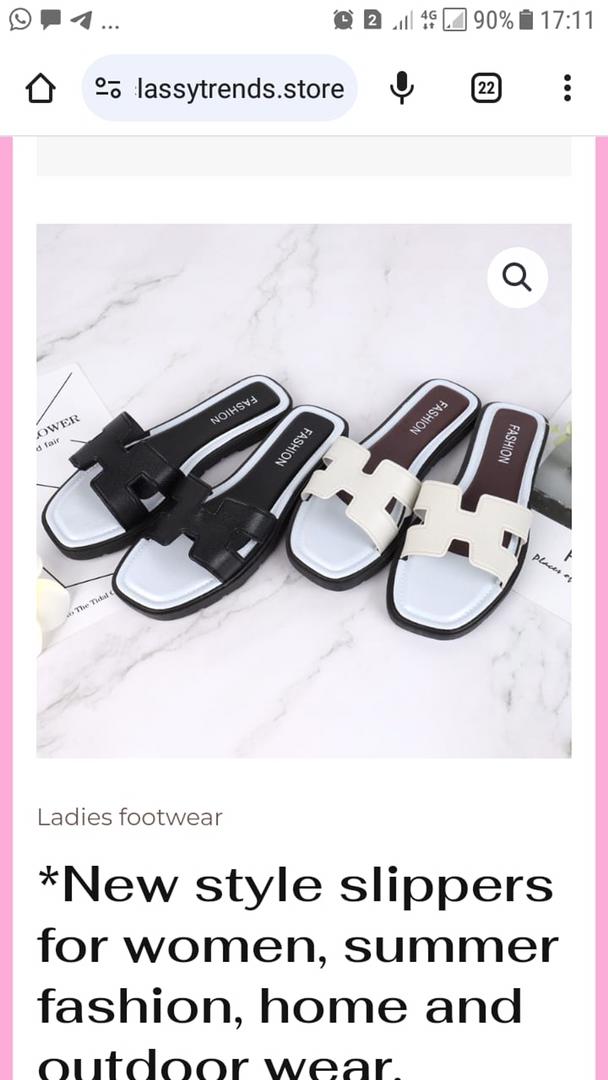 2 4G 90% 17:11
lassytrends.store 22
FASHION
FASHION
FASHION
FASHION
OWER
d fair
The Tidal
Places of
Ladies footwear
*New style slippers
for women, summer
fashion, home and
outdoor wear.